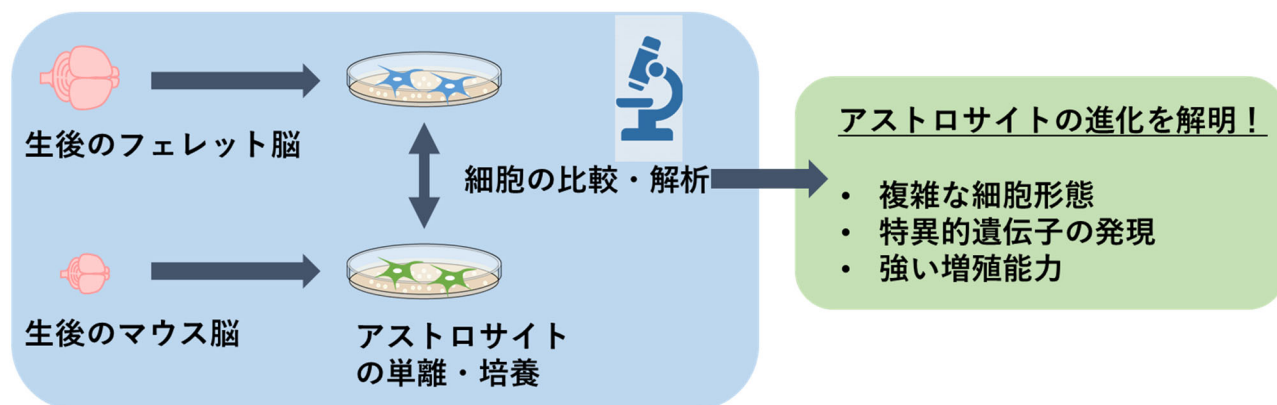 生後のフェレット脳
細胞の比較・解析
生後のマウス脳
アストロサイト
の単離・培養
アストロサイトの進化を解明！
• 複雑な細胞形態
• 特異的遺伝子の発現
• 強い増殖能力